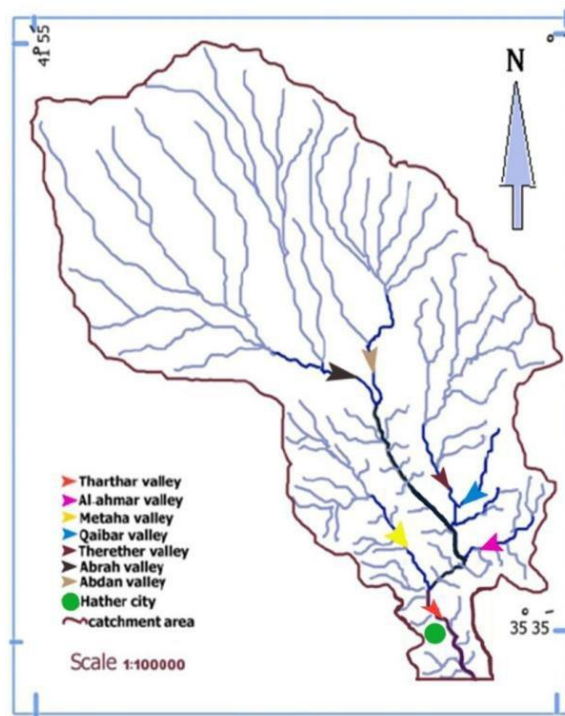 41° 55
N
Tharthar valley
Al ahmar valley
Metaha valley
Qaibar valley
Therether valley
Abrah valley
Abdan valley
Hather city
catchment area
35° 35
Scale 1:100000